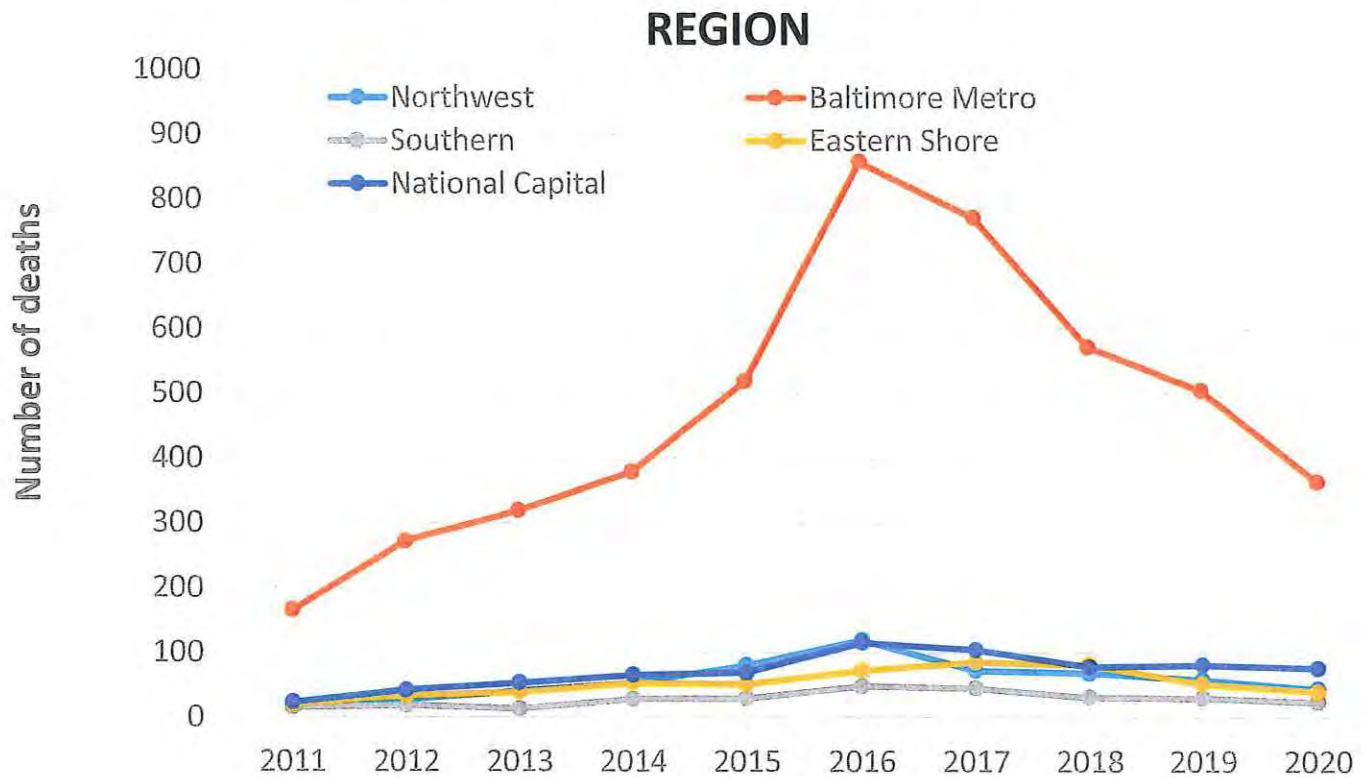 REGION
1000
Northwest
Baltimore Metro
900
Southern
Eastern Shore
800
National Capital
700
600
500
400
300
200
100
0
Number of deaths
2011 2012 2013 2014 2015 2016 2017 2018 2019 2020